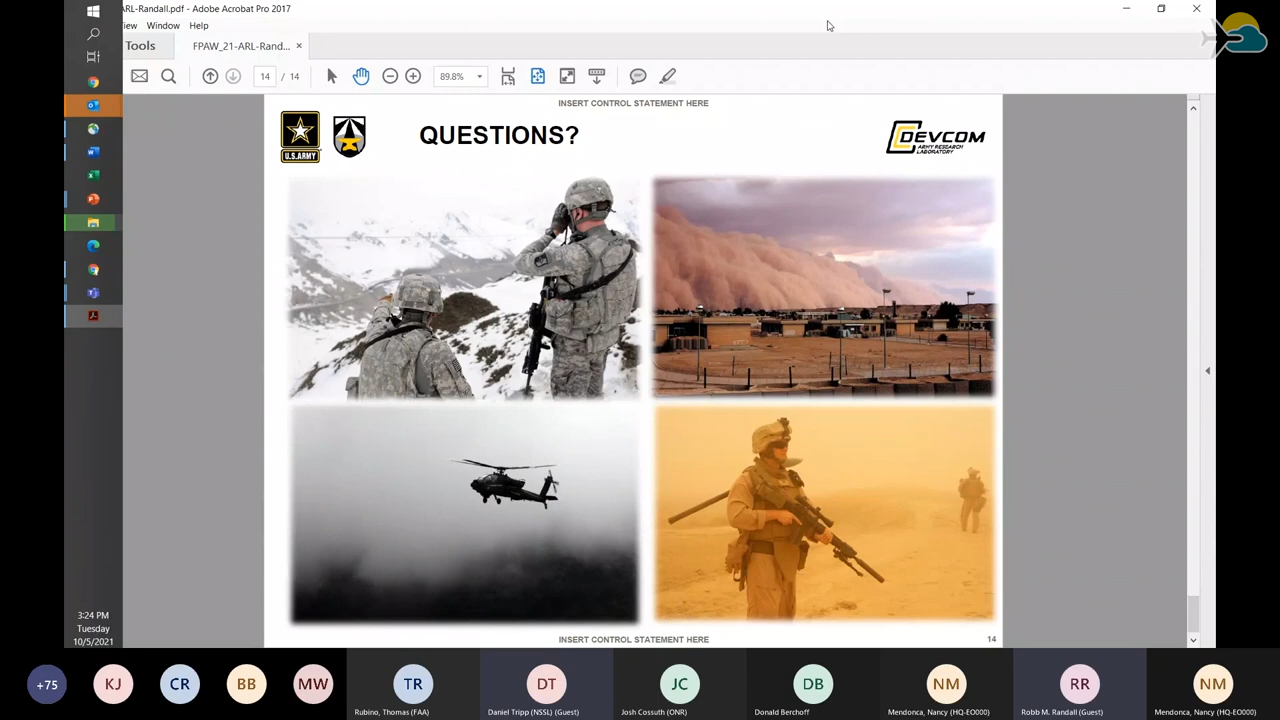 ARL-Randall.pdf - Adobe Acrobat Pro 2017
View Window Help
Tools FPAW_21-ARL-Rand... ×
14 / 14 89.8%
INSERT CONTROL STATEMENT HERE
U.S.ARMY
QUESTIONS?
DEVCOM
ARMY RESEARCH
LABORATORY
INSERT CONTROL STATEMENT HERE
14
3:24 PM
Tuesday
10/5/2021
+75 KJ CR BB MW TR DT JC DB NM RR NM
Rubino, Thomas (FAA) Daniel Tripp (NSSL) (Guest) Josh Cossuth (ONR) Donald Berchoff Mendonca, Nancy (HQ-EO000) Robb M. Randall (Guest) Mendonca, Nancy (HQ-EO000)